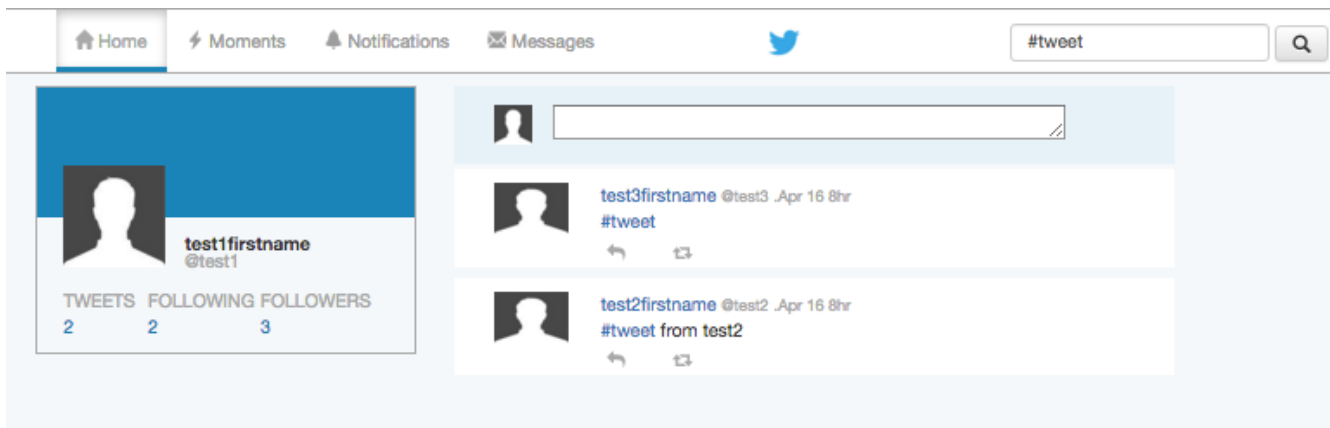 Home Moments Notifications Messages #tweet
test1firstname
@test1
TWEETS FOLLOWING FOLLOWERS
2 2 3
test3firstname @test3 .Apr 16 8hr
#tweet
test2firstname @test2 .Apr 16 8hr
#tweet from test2